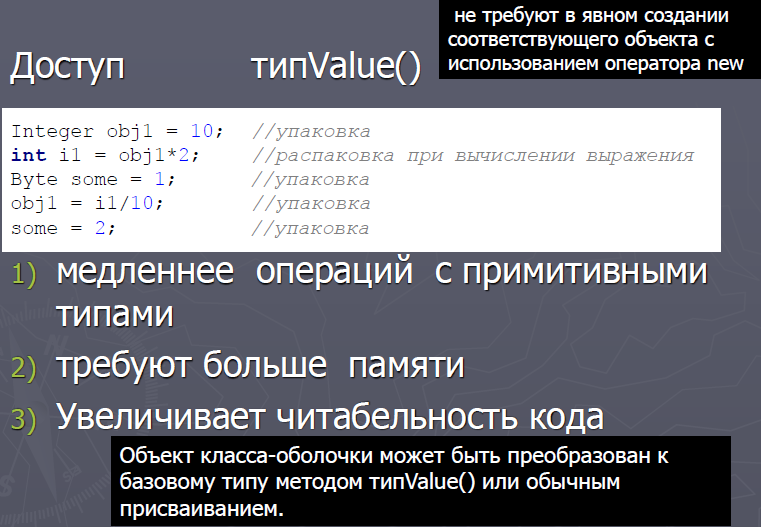 не требуют в явном создании
соответствующего объекта с
использованием оператора new
Доступ типValue()
Integer obj1 = 10; //упаковка
int i1 = obj1*2; //распаковка при вычислении выражения
Byte some = 1; //упаковка
obj1 = i1/10; //упаковка
some = 2; //упаковка
1) медленнее операций с примитивными
типами
2) требуют больше памяти
3) Увеличивает читабельность кода
Объект класса-оболочки может быть преобразован к
базовому типу методом типValue() или обычным
присваиванием.